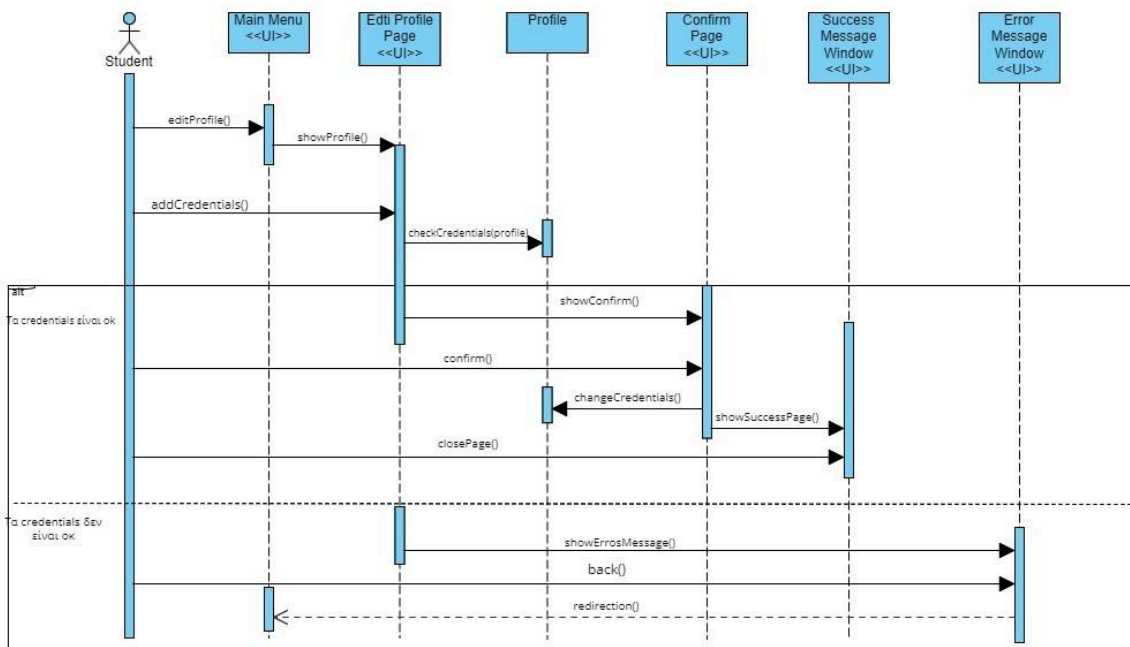 Student
Main Menu
<<UI>>
Edti Profile
Page
<<UI>>
Profile
Confirm
Page
<<UI>>
Success
Message
Window
<<UI>>
Error
Message
Window
<<UI>>
editProfile()
showProfile()
addCredentials()
checkCredentials(profile)
alt
Τα credentials είναι οκ
showConfirm()
confirm()
changeCredentials()
showSuccessPage()
closePage()
Τα credentials δεν
είναι οκ
showErrosMessage()
back()
redirection()